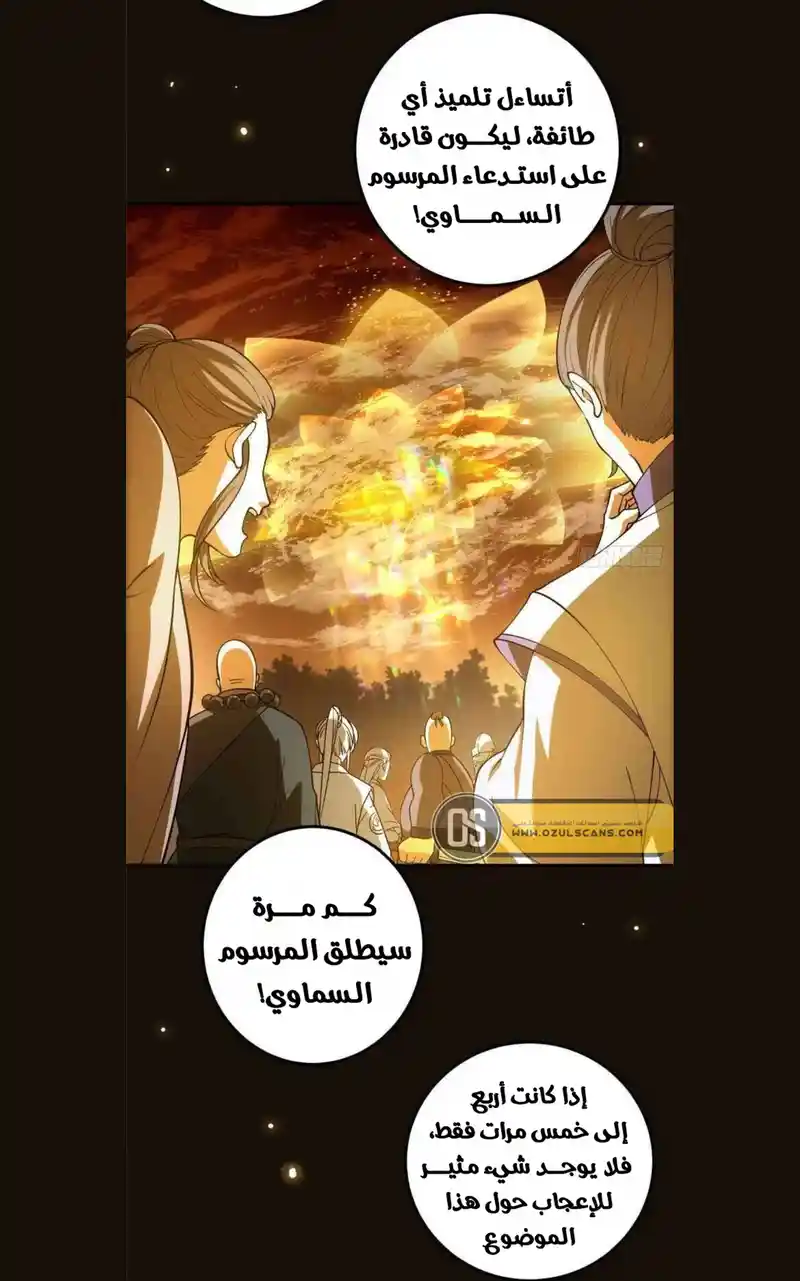 أتساءل تلميذ أي
طائفة، ليكون قادرة
على استدعاء المرسوم
السماوي!
OS
WWW.OZULSCANS.COM
كم مرة
سيطلق المرسوم
السماوي!
إذا كانت أربع
إلى خمس مرات فقط،
فلا يوجد شيء مثير
للإعجاب حول هذا
الموضوع